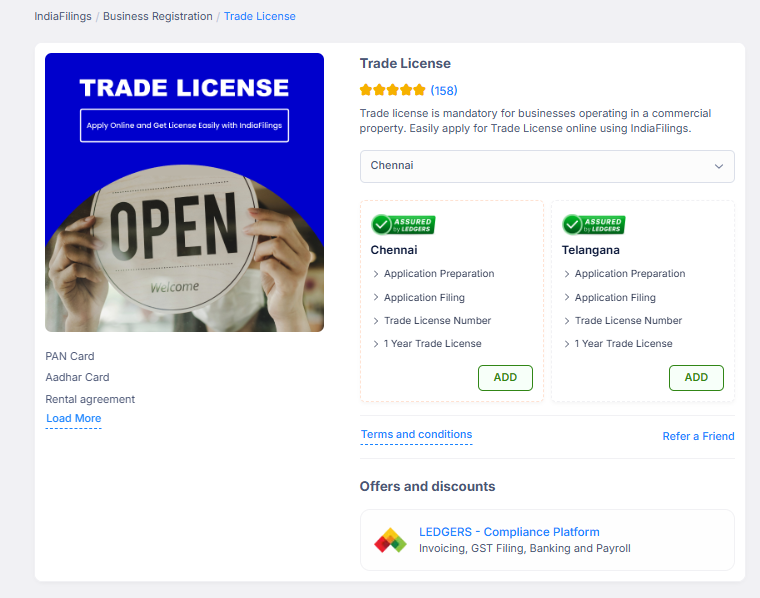 IndiaFilings / Business Registration / Trade License
TRADE LICENSE
Apply Online and Get License Easily with IndiaFilings
OPEN
Welcome
PAN Card
Aadhar Card
Rental agreement
Load More
Trade License
(158)
Trade license is mandatory for businesses operating in a commercial
property. Easily apply for Trade License online using IndiaFilings.
Chennai
ASSURED
by LEDGERS
Chennai
Application Preparation
Application Filing
Trade License Number
1 Year Trade License
ADD
ASSURED
by LEDGERS
Telangana
Application Preparation
Application Filing
Trade License Number
1 Year Trade License
ADD
Terms and conditions
Refer a Friend
Offers and discounts
LEDGERS - Compliance Platform
Invoicing, GST Filing, Banking and Payroll